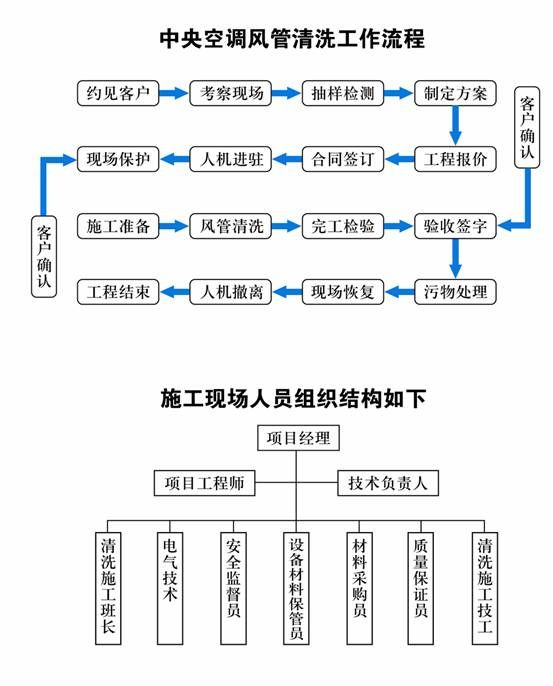 中央空调风管清洗工作流程
约见客户
考察现场
抽样检测
制定方案
客户确认
现场保护
人机进驻
合同签订
工程报价
客户确认
施工准备
风管清洗
完工检验
验收签字
工程结束
人机撤离
现场恢复
污物处理
施工现场人员组织结构如下
项目经理
项目工程师
技术负责人
清洗施工班长
电气技术
安全监督员
设备材料保管员
材料采购员
质量保证员
清洗施工技工